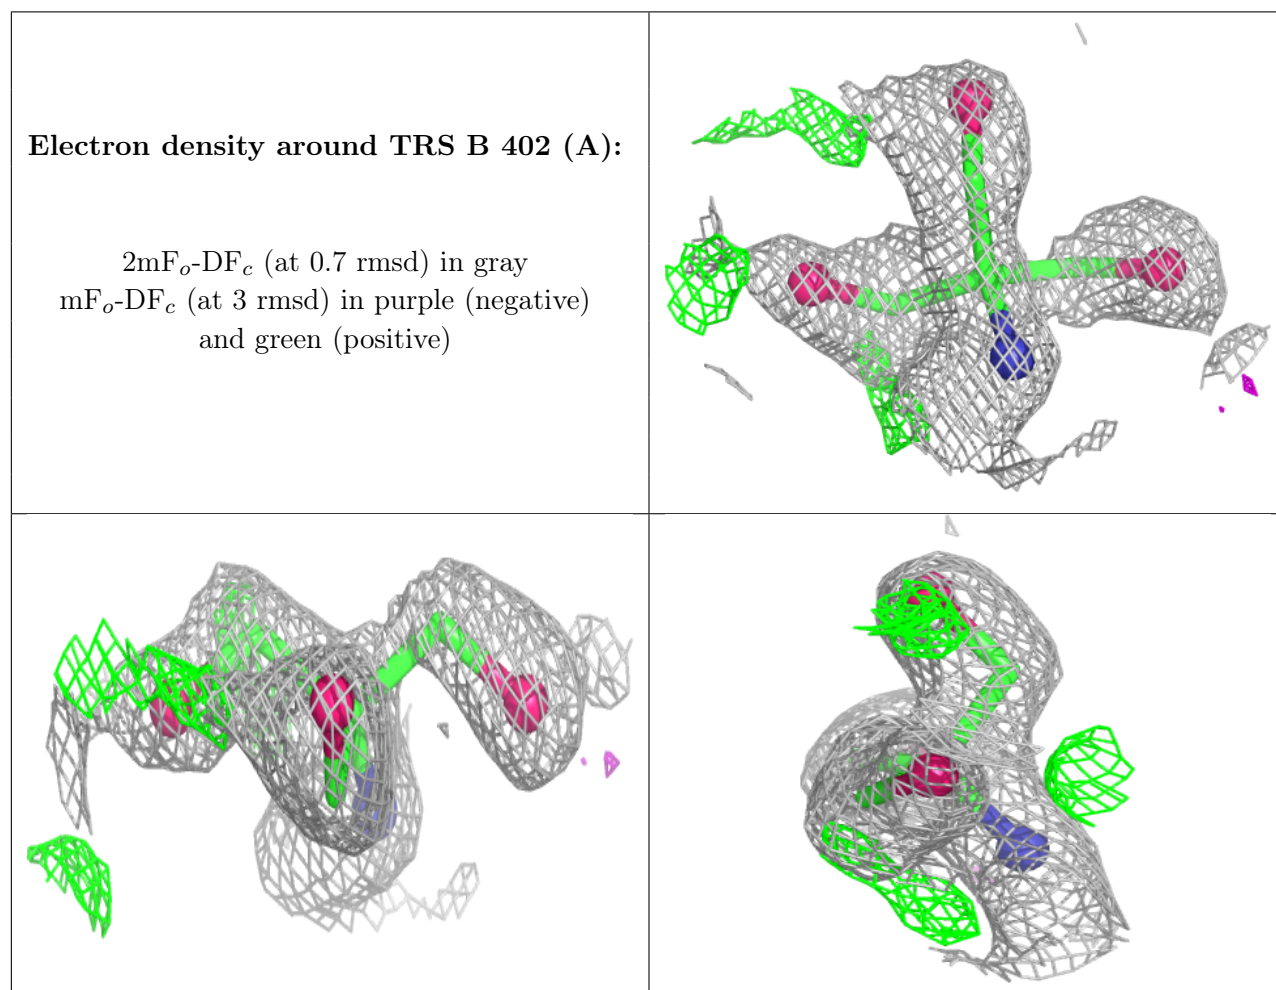 Electron density around TRS B 402 (A):
2mFo-DFc (at 0.7 rmsd) in gray
mFo-DFc (at 3 rmsd) in purple (negative)
and green (positive)